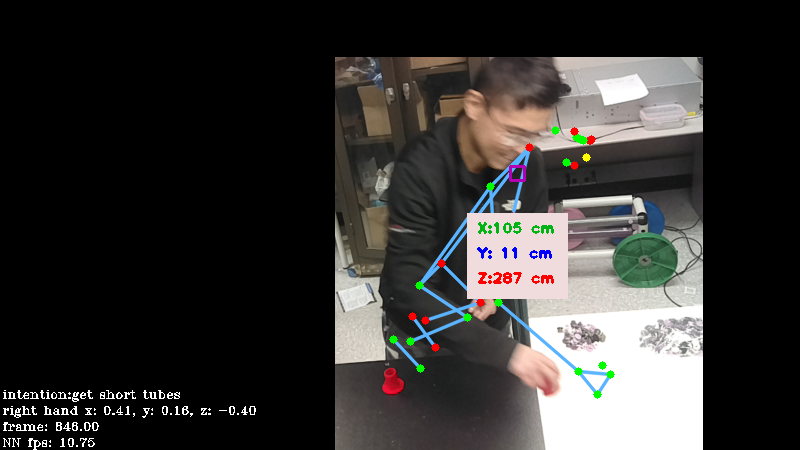 X:105 cm
Y: 11 cm
Z:287 cm
intention:get short tubes
right hand x: 0.41, y: 0.16, z: -0.40
frame: 846.00
NN fps: 10.75